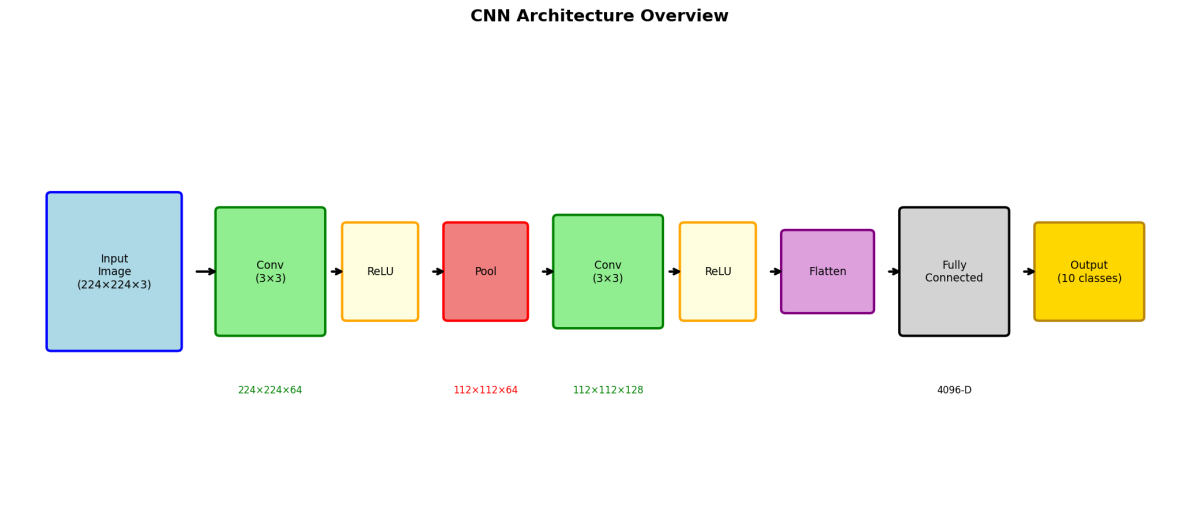 CNN Architecture Overview
Input
Image
(224×224×3)
Conv
(3×3)
ReLU
Pool
Conv
(3×3)
ReLU
Flatten
Fully
Connected
Output
(10 classes)
224×224×64
112×112×64
112×112×128
4096-D